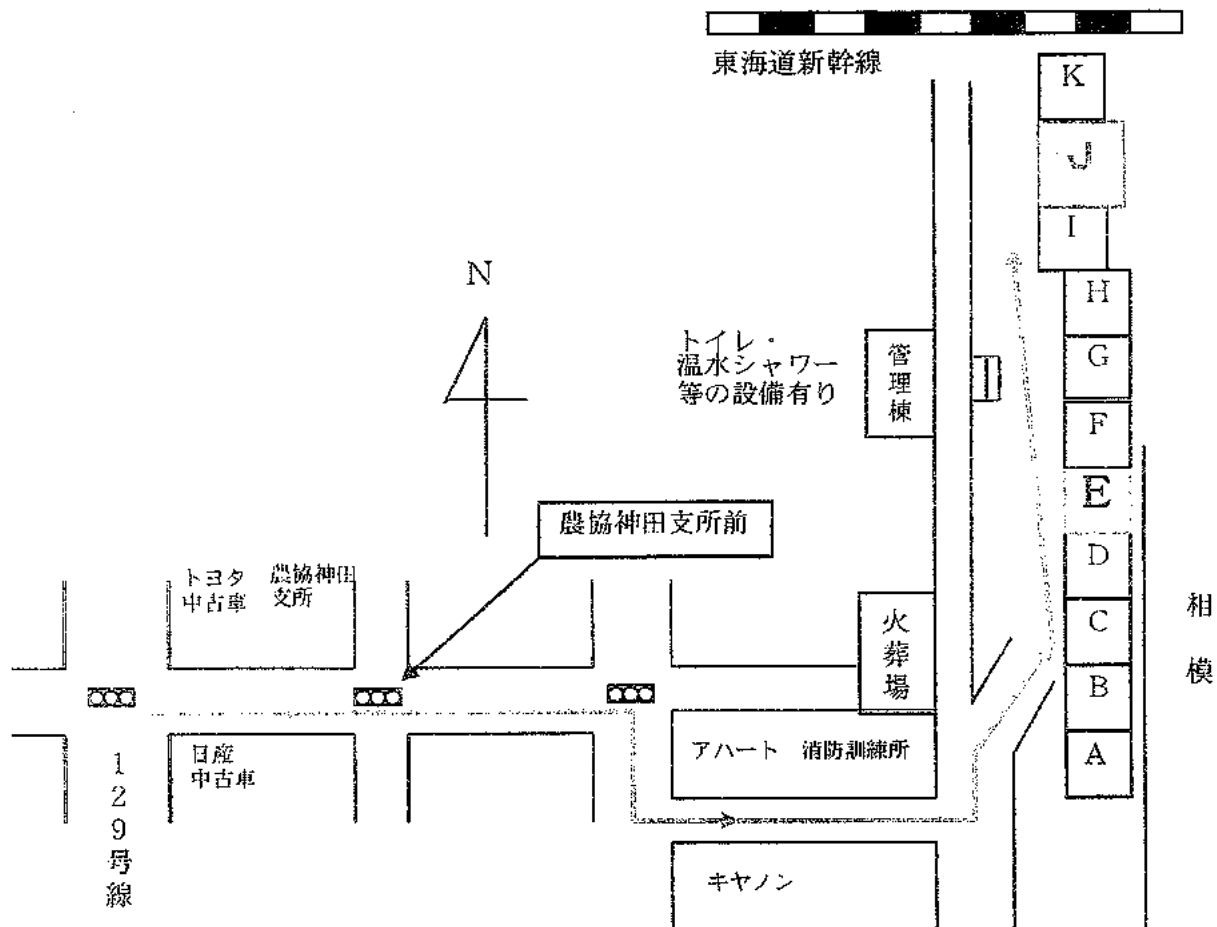 東海道新幹線
K
J
I
H
G
F
E
D
C
B
A
N
トイレ・
温水シャワー
等の設備有り
管理棟
農協神田支所前
トヨタ
中古車
農協神田
支所
火葬場
相模
日産
中古車
アハート 消防訓練所
129号線
キヤノン